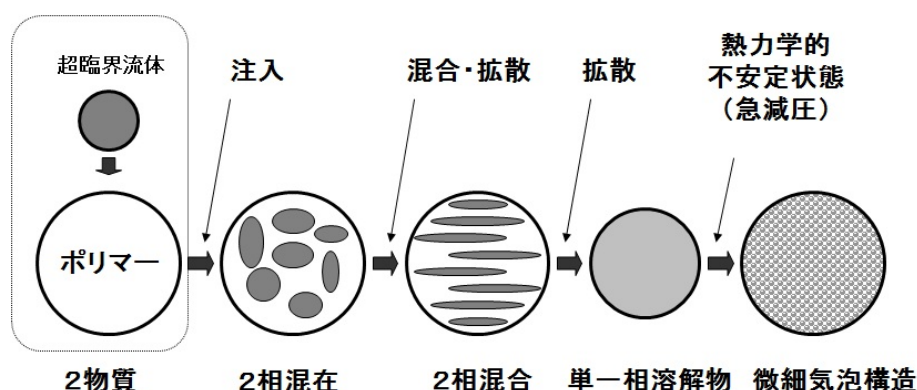 超臨界流体
ポリマー
注入
混合・拡散
拡散
熱力学的
不安定状態
（急減圧）
２物質
２相混在
２相混合
単一相溶解物
微細気泡構造